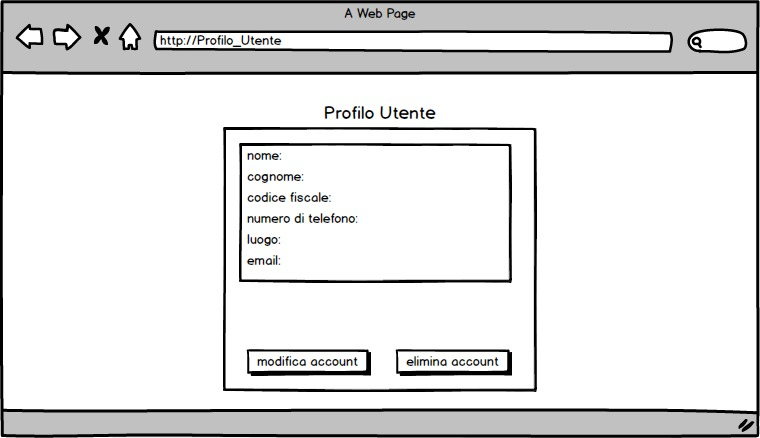 A Web Page
http://Profilo_Utente
Profilo Utente
nome:
cognome:
codice fiscale:
numero di telefono:
luogo:
email:
modifica account
elimina account